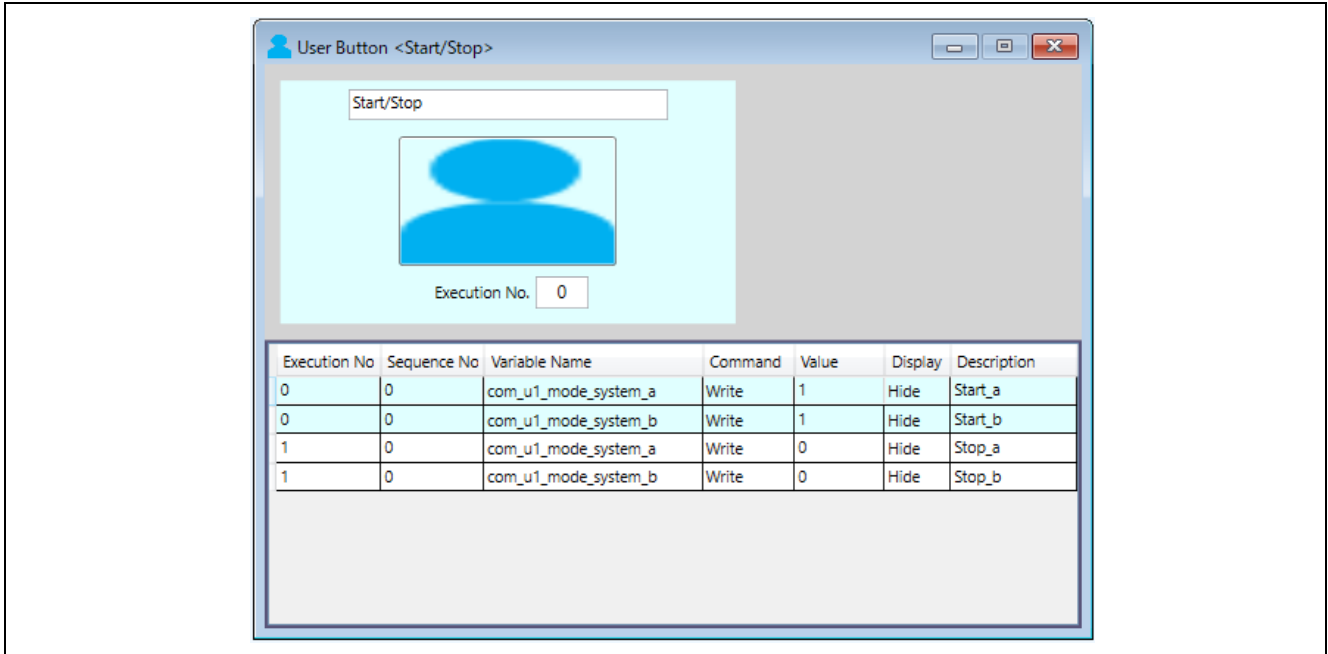 User Button <Start/Stop>
Start/Stop
Execution No. 0
Execution No Sequence No Variable Name Command Value Display Description
0 0 com_u1_mode_system_a Write 1 Hide Start_a
0 0 com_u1_mode_system_b Write 1 Hide Start_b
1 0 com_u1_mode_system_a Write 0 Hide Stop_a
1 0 com_u1_mode_system_b Write 0 Hide Stop_b